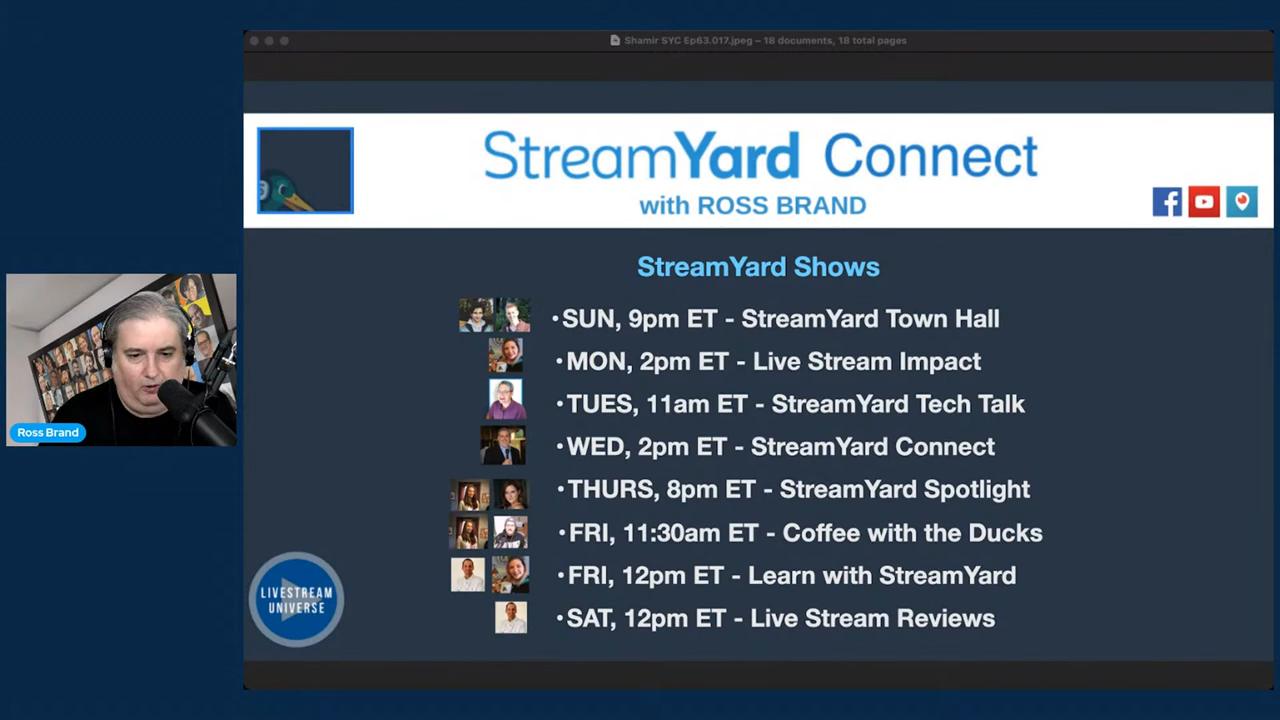 Shamir SYC Ep63.017.jpeg – 18 documents, 18 total pages
StreamYard Connect
with ROSS BRAND
StreamYard Shows
•SUN, 9pm ET - StreamYard Town Hall
•MON, 2pm ET - Live Stream Impact
•TUES, 11am ET - StreamYard Tech Talk
•WED, 2pm ET - StreamYard Connect
•THURS, 8pm ET - StreamYard Spotlight
•FRI, 11:30am ET - Coffee with the Ducks
•FRI, 12pm ET - Learn with StreamYard
•SAT, 12pm ET - Live Stream Reviews
Ross Brand
LIVESTREAM
UNIVERSE